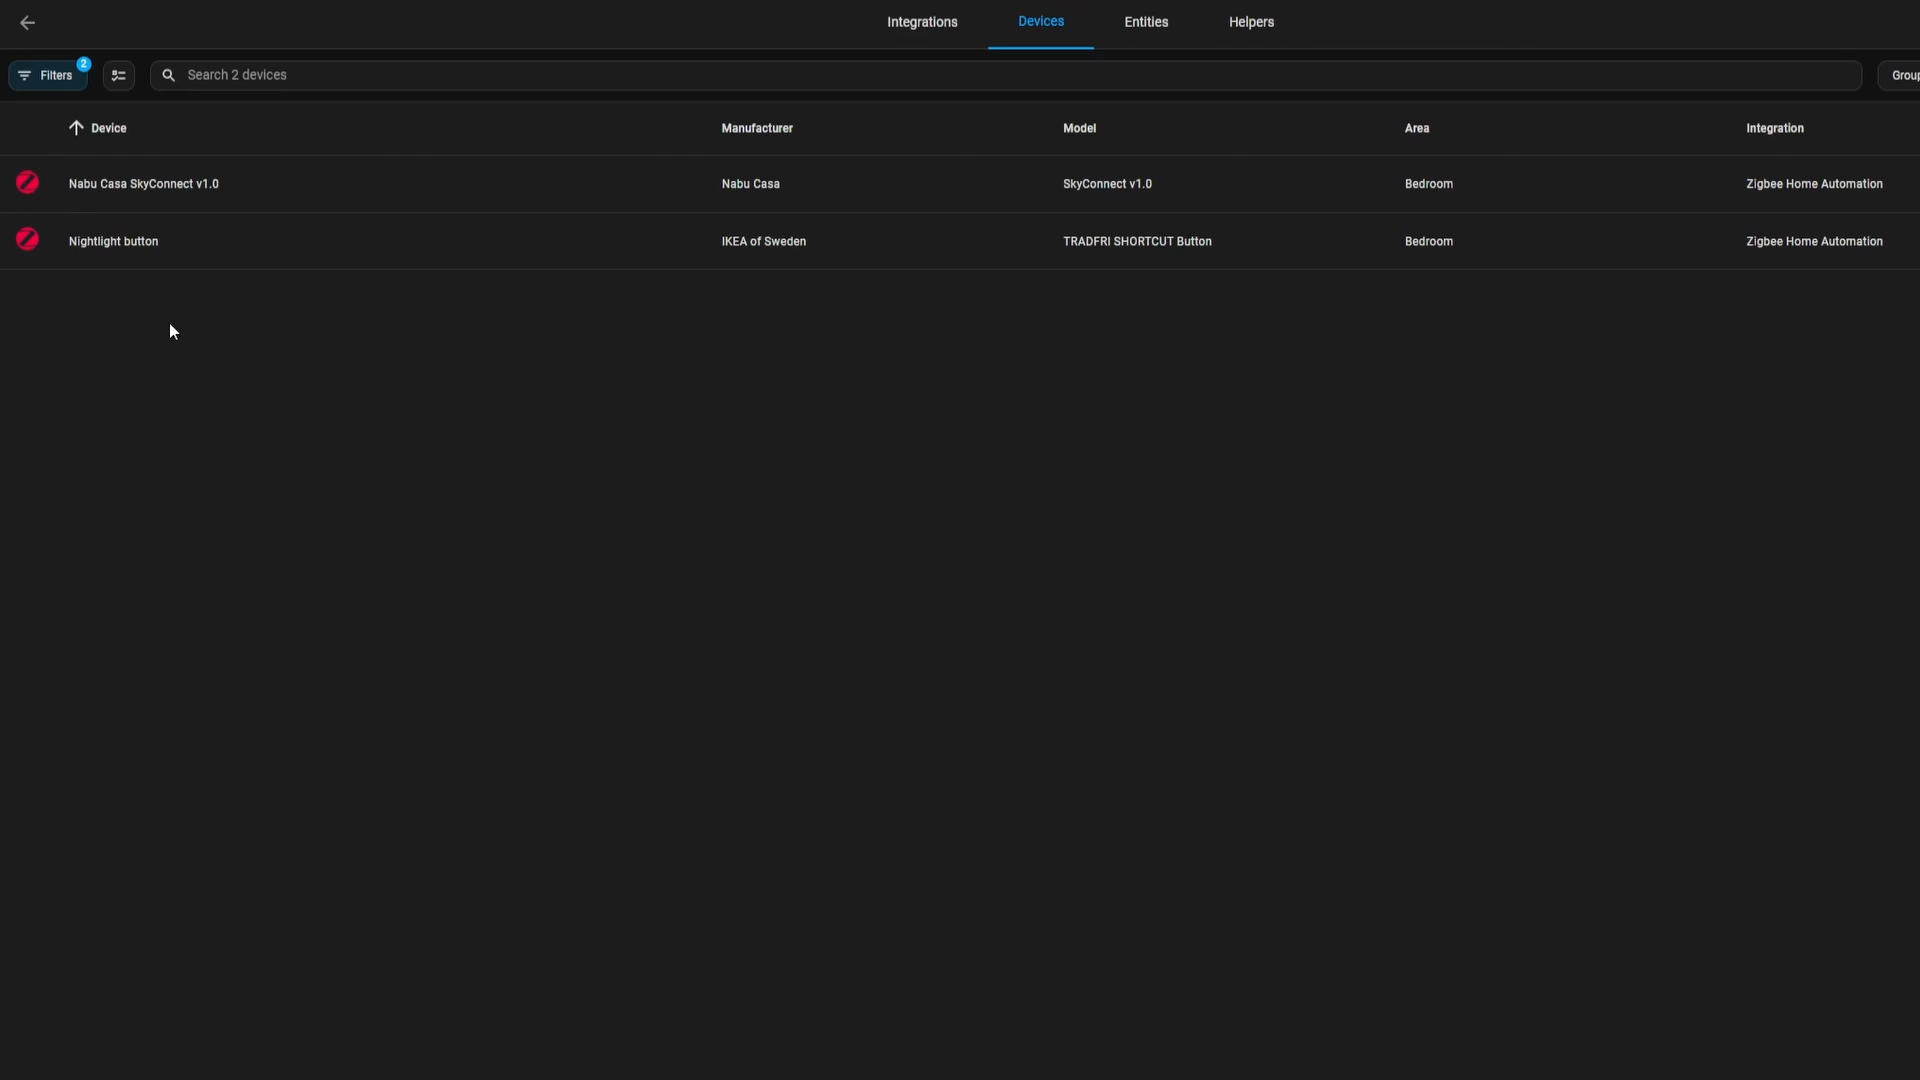 Integrations Devices Entities Helpers
Filters 2 Search 2 devices Group
Device Manufacturer Model Area Integration
Nabu Casa SkyConnect v1.0 Nabu Casa SkyConnect v1.0 Bedroom Zigbee Home Automation
Nightlight button IKEA of Sweden TRADFRI SHORTCUT Button Bedroom Zigbee Home Automation